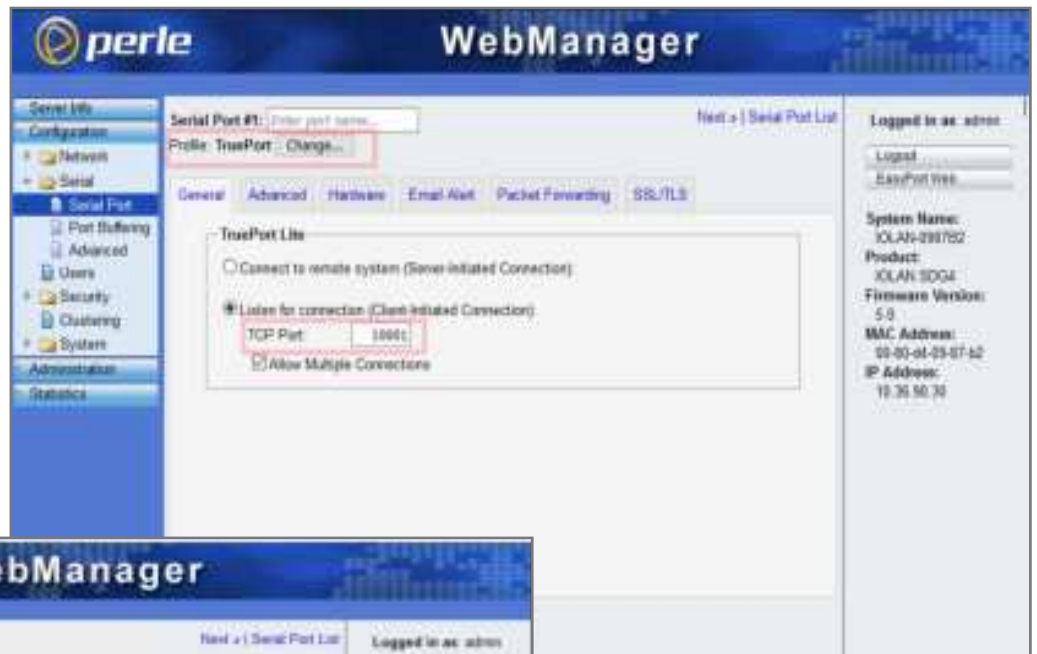 perle
WebManager
Server Info
Configuration
Network
Serial
Serial Port
Port Buffering
Advanced
Users
Security
Clustering
System
Administration
Statistics
Serial Port #1: Enter port name...
Profile: TruePort Change...
Next » | Serial Port List
General Advanced Hardware Email Alert Packet Forwarding SSL/TLS
TruePort Lite
Connect to remote system (Server-Initiated Connection)
Listen for connection (Client-Initiated Connection)
TCP Port: 10001
Allow Multiple Connections
Logged in as: admin
Logout
EasyPort Web
System Name:
Product:
IOLAN SDG4
Firmware Version:
MAC Address:
IP Address:
bManager
Next » | Serial Port List
Logged in as: admin